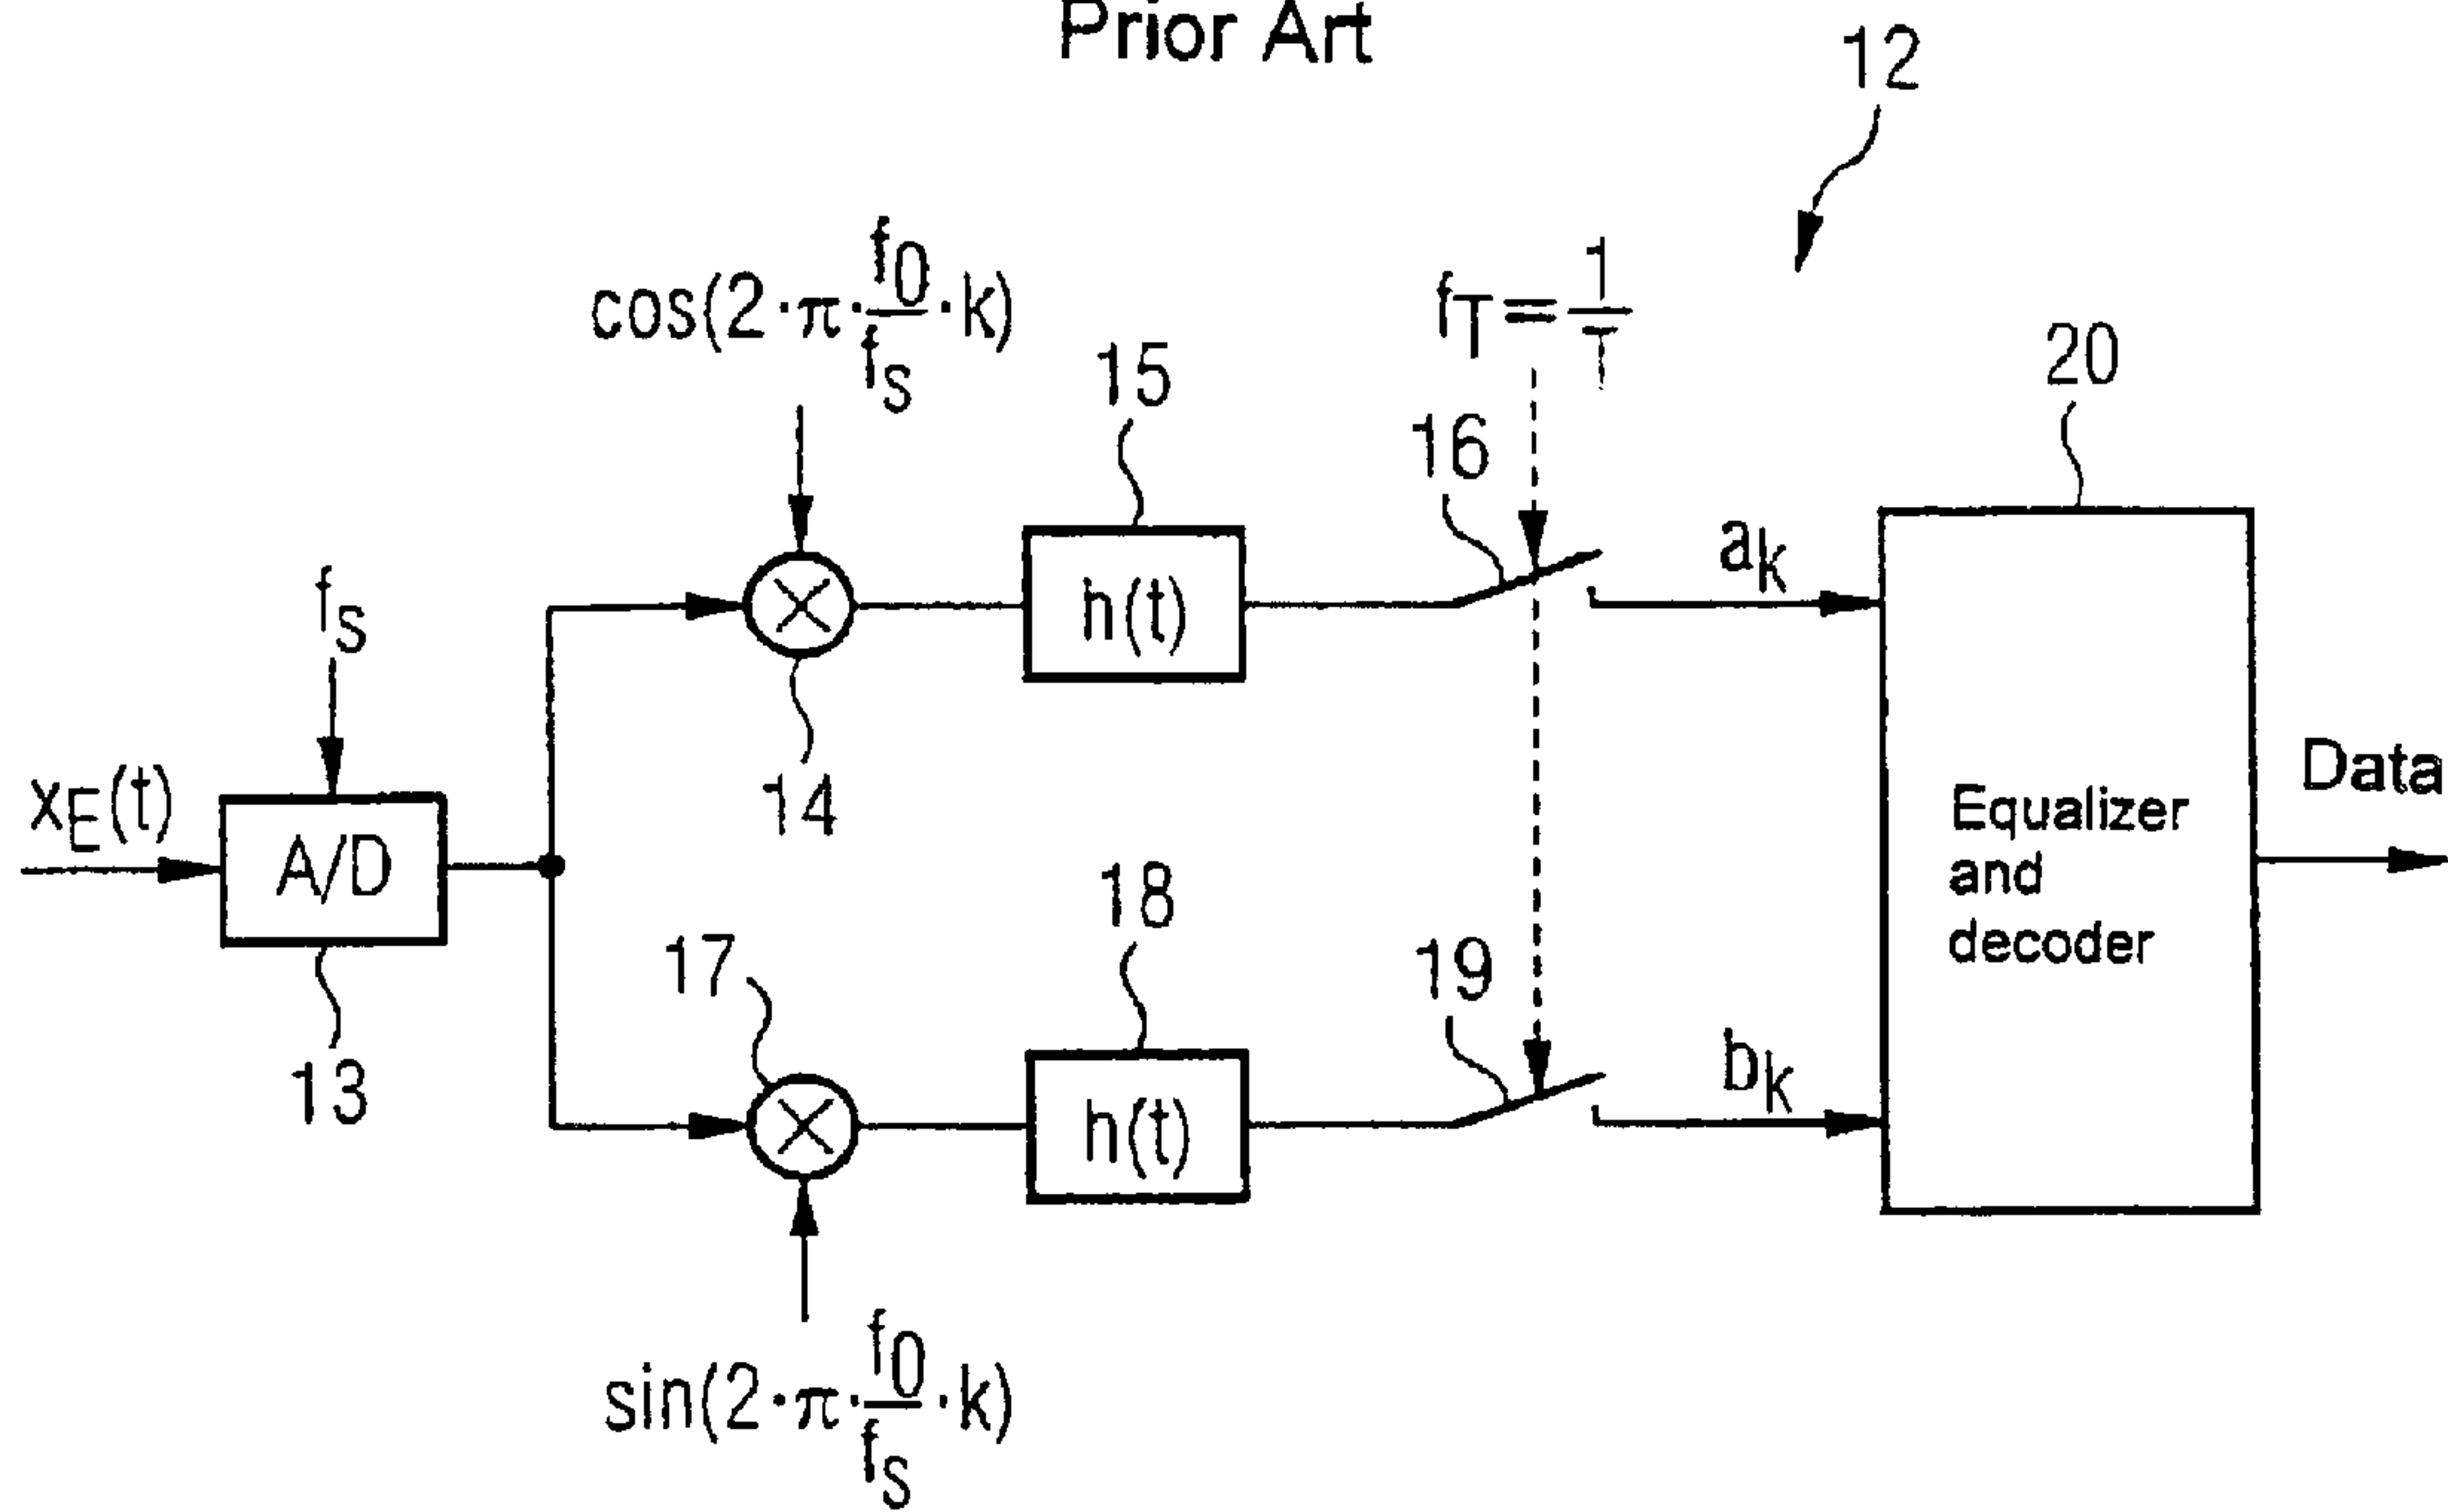 Prior Art
12
cos(2·π·f0/fs·k)
fT=1/T
15
16
20
ak
h(t)
fs
14
xE(t)
A/D
13
Data
Equalizer
and
decoder
17
18
19
bk
h(t)
sin(2·π·f0/fs·k)